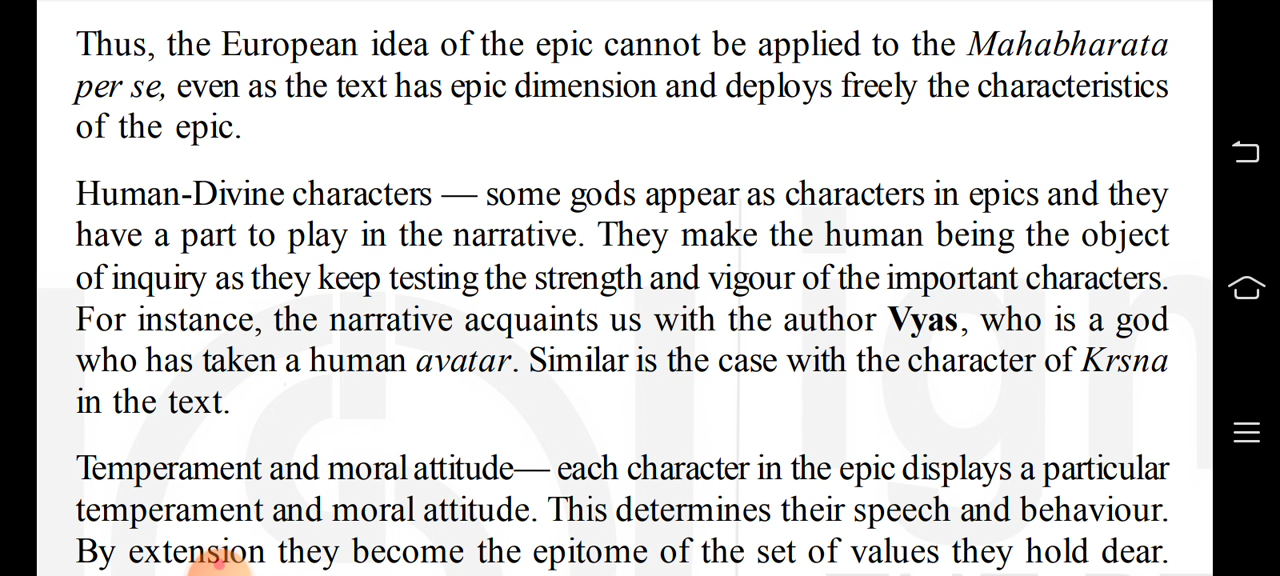 Thus, the European idea of the epic cannot be applied to the Mahabharata
per se, even as the text has epic dimension and deploys freely the characteristics
of the epic.
Human-Divine characters — some gods appear as characters in epics and they
have a part to play in the narrative. They make the human being the object
of inquiry as they keep testing the strength and vigour of the important characters.
For instance, the narrative acquaints us with the author Vyas, who is a god
who has taken a human avatar. Similar is the case with the character of Krsna
in the text.
Temperament and moral attitude— each character in the epic displays a particular
temperament and moral attitude. This determines their speech and behaviour.
By extension they become the epitome of the set of values they hold dear.